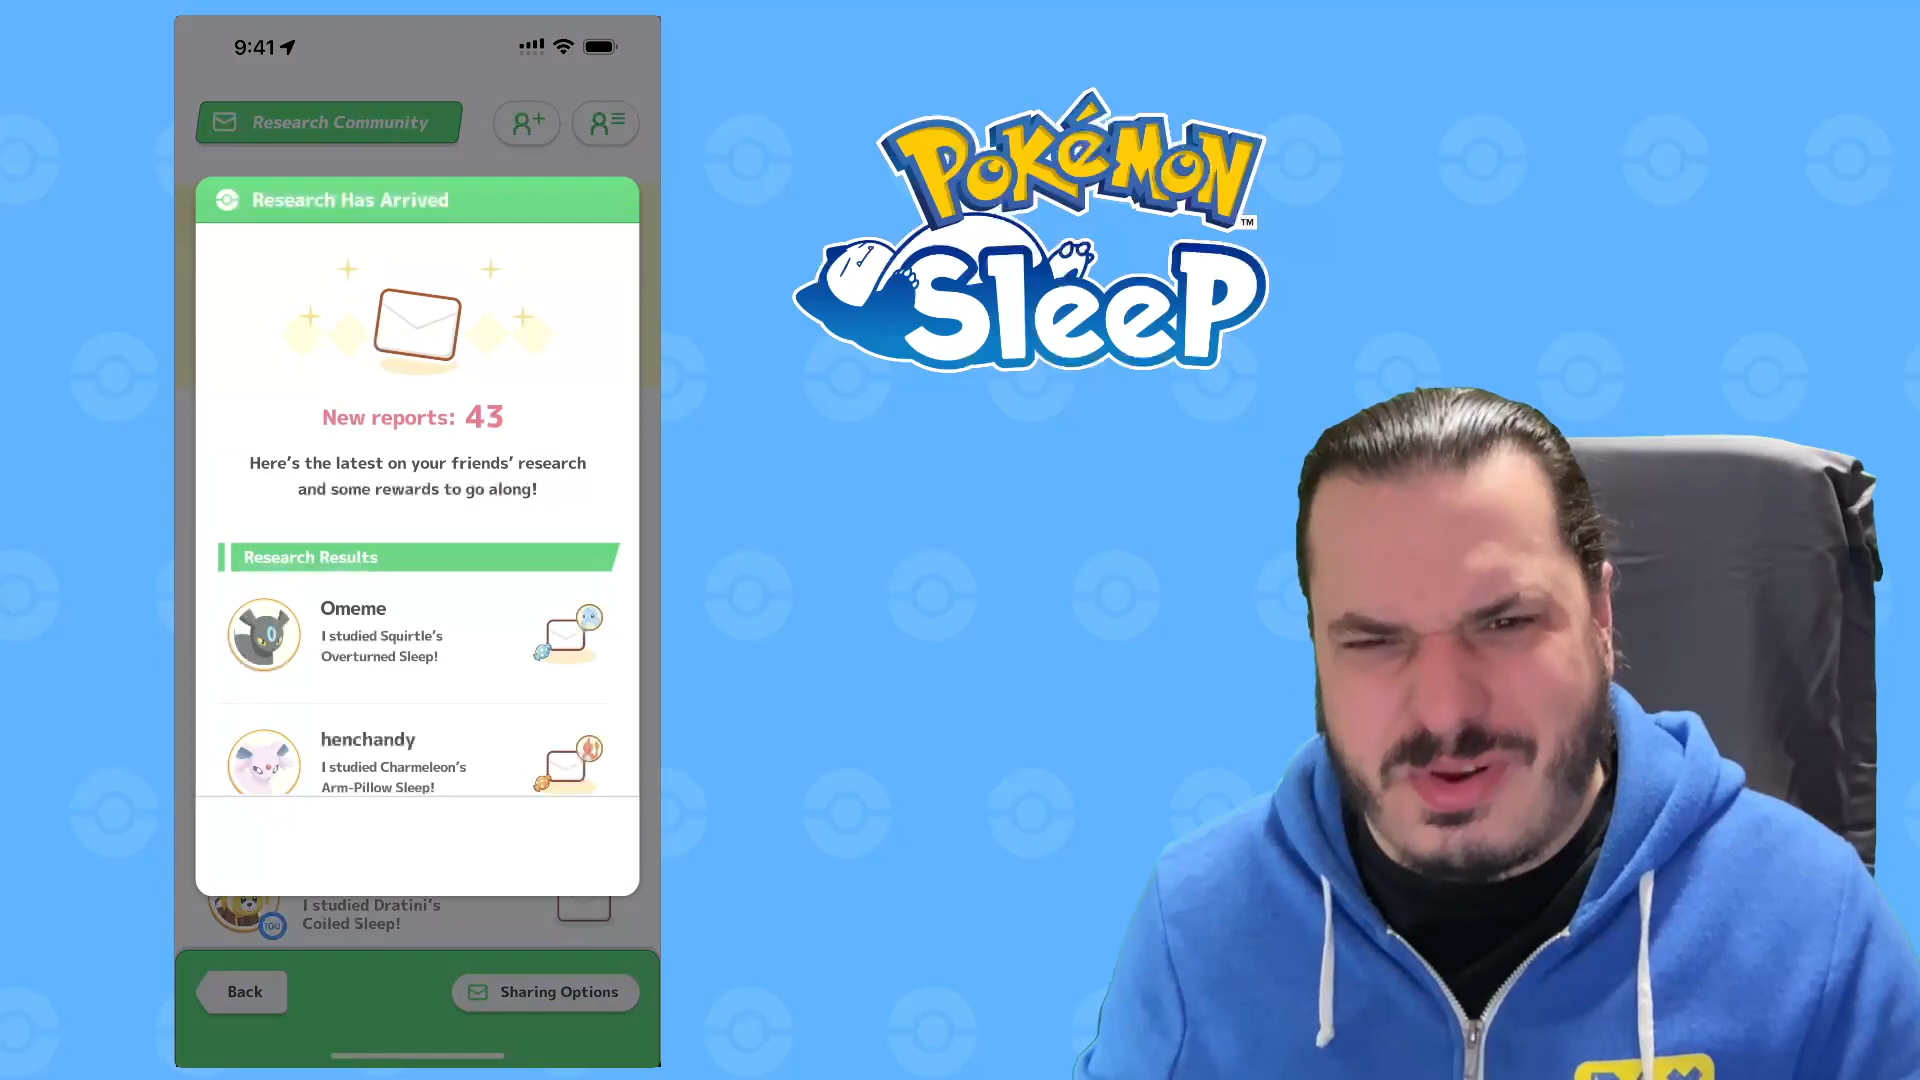 9:41
Research Community
Research Has Arrived
New reports: 43
Here's the latest on your friends' research
and some rewards to go along!
Research Results
Omeme
I studied Squirtle's
Overturned Sleep!
henchandy
I studied Charmeleon's
Arm-Pillow Sleep!
100
I studied Dratini's
Coiled Sleep!
Back
Sharing Options
POKéMON
TM
Sleep